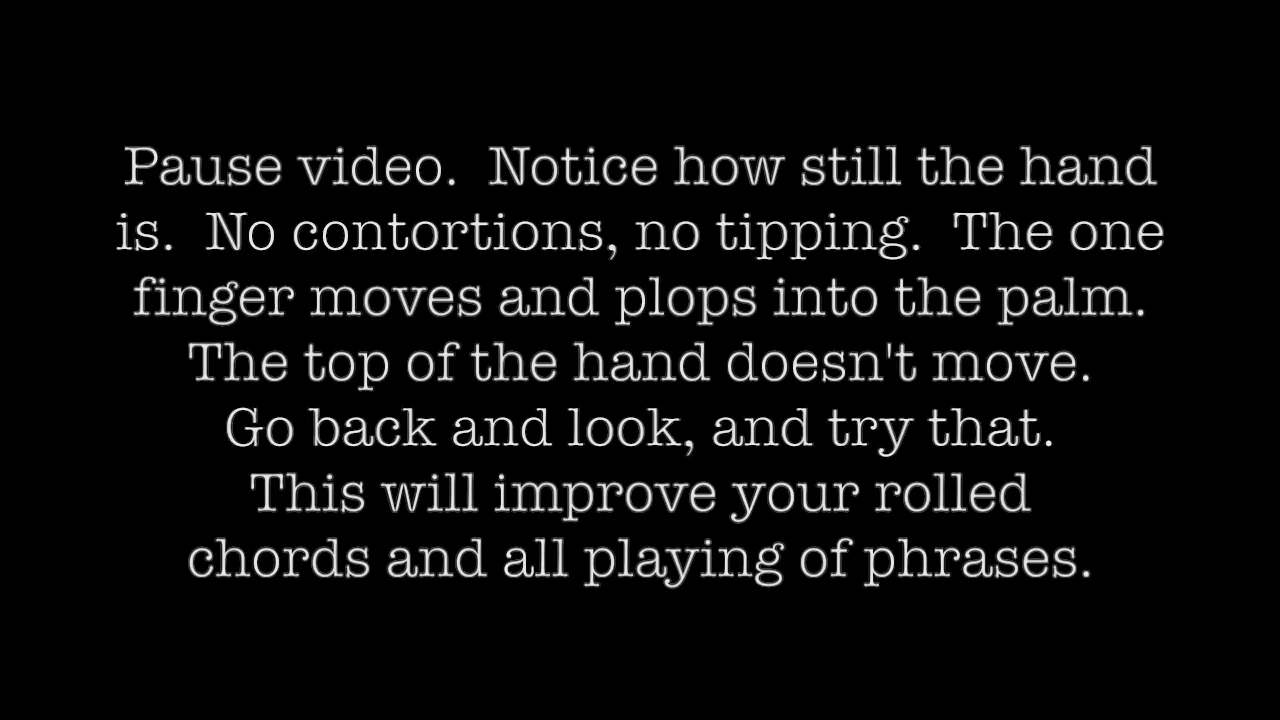 Pause video.  Notice how still the hand
is.  No contortions, no tipping.  The one
finger moves and plops into the palm.
The top of the hand doesn't move.
Go back and look, and try that.
This will improve your rolled
chords and all playing of phrases.